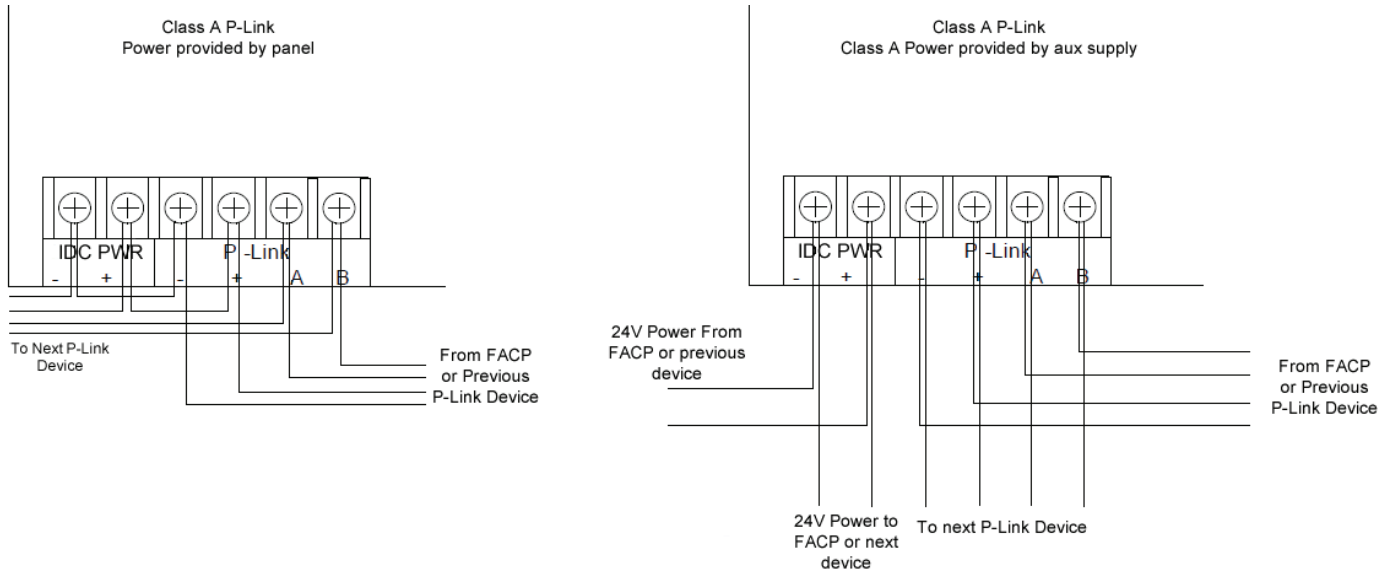 Class A P-Link
Power provided by panel
IDC PWR
P -Link
- + - + A B
To Next P-Link
Device
From FACP
or Previous
P-Link Device
Class A P-Link
Class A Power provided by aux supply
IDC PWR
P -Link
- + - + A B
24V Power From
FACP or previous
device
From FACP
or Previous
P-Link Device
24V Power to
FACP or next
device
To next P-Link Device